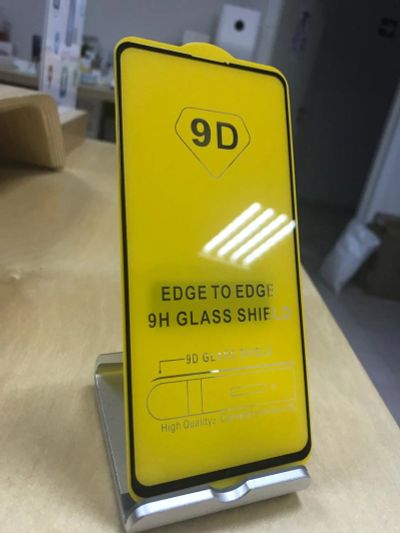 9D
EDGE TO EDGE
9H GLASS SHIELD
9D GLASS SHIELD
High Quality: